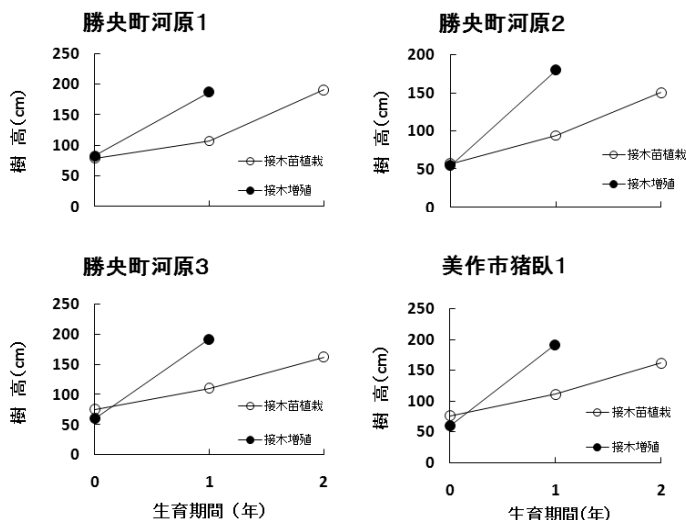 勝央町河原1
250
200
150
100
50
0
樹 高(cm)
接木苗植栽
接木増殖
勝央町河原2
200
150
100
50
0
樹 高(cm)
接木苗植栽
接木増殖
勝央町河原3
250
200
150
100
50
0
樹 高(cm)
接木苗植栽
接木増殖
0 1 2
生育期間(年)
美作市猪臥1
250
200
150
100
50
0
樹 高(cm)
接木苗植栽
接木増殖
0 1 2
生育期間(年)